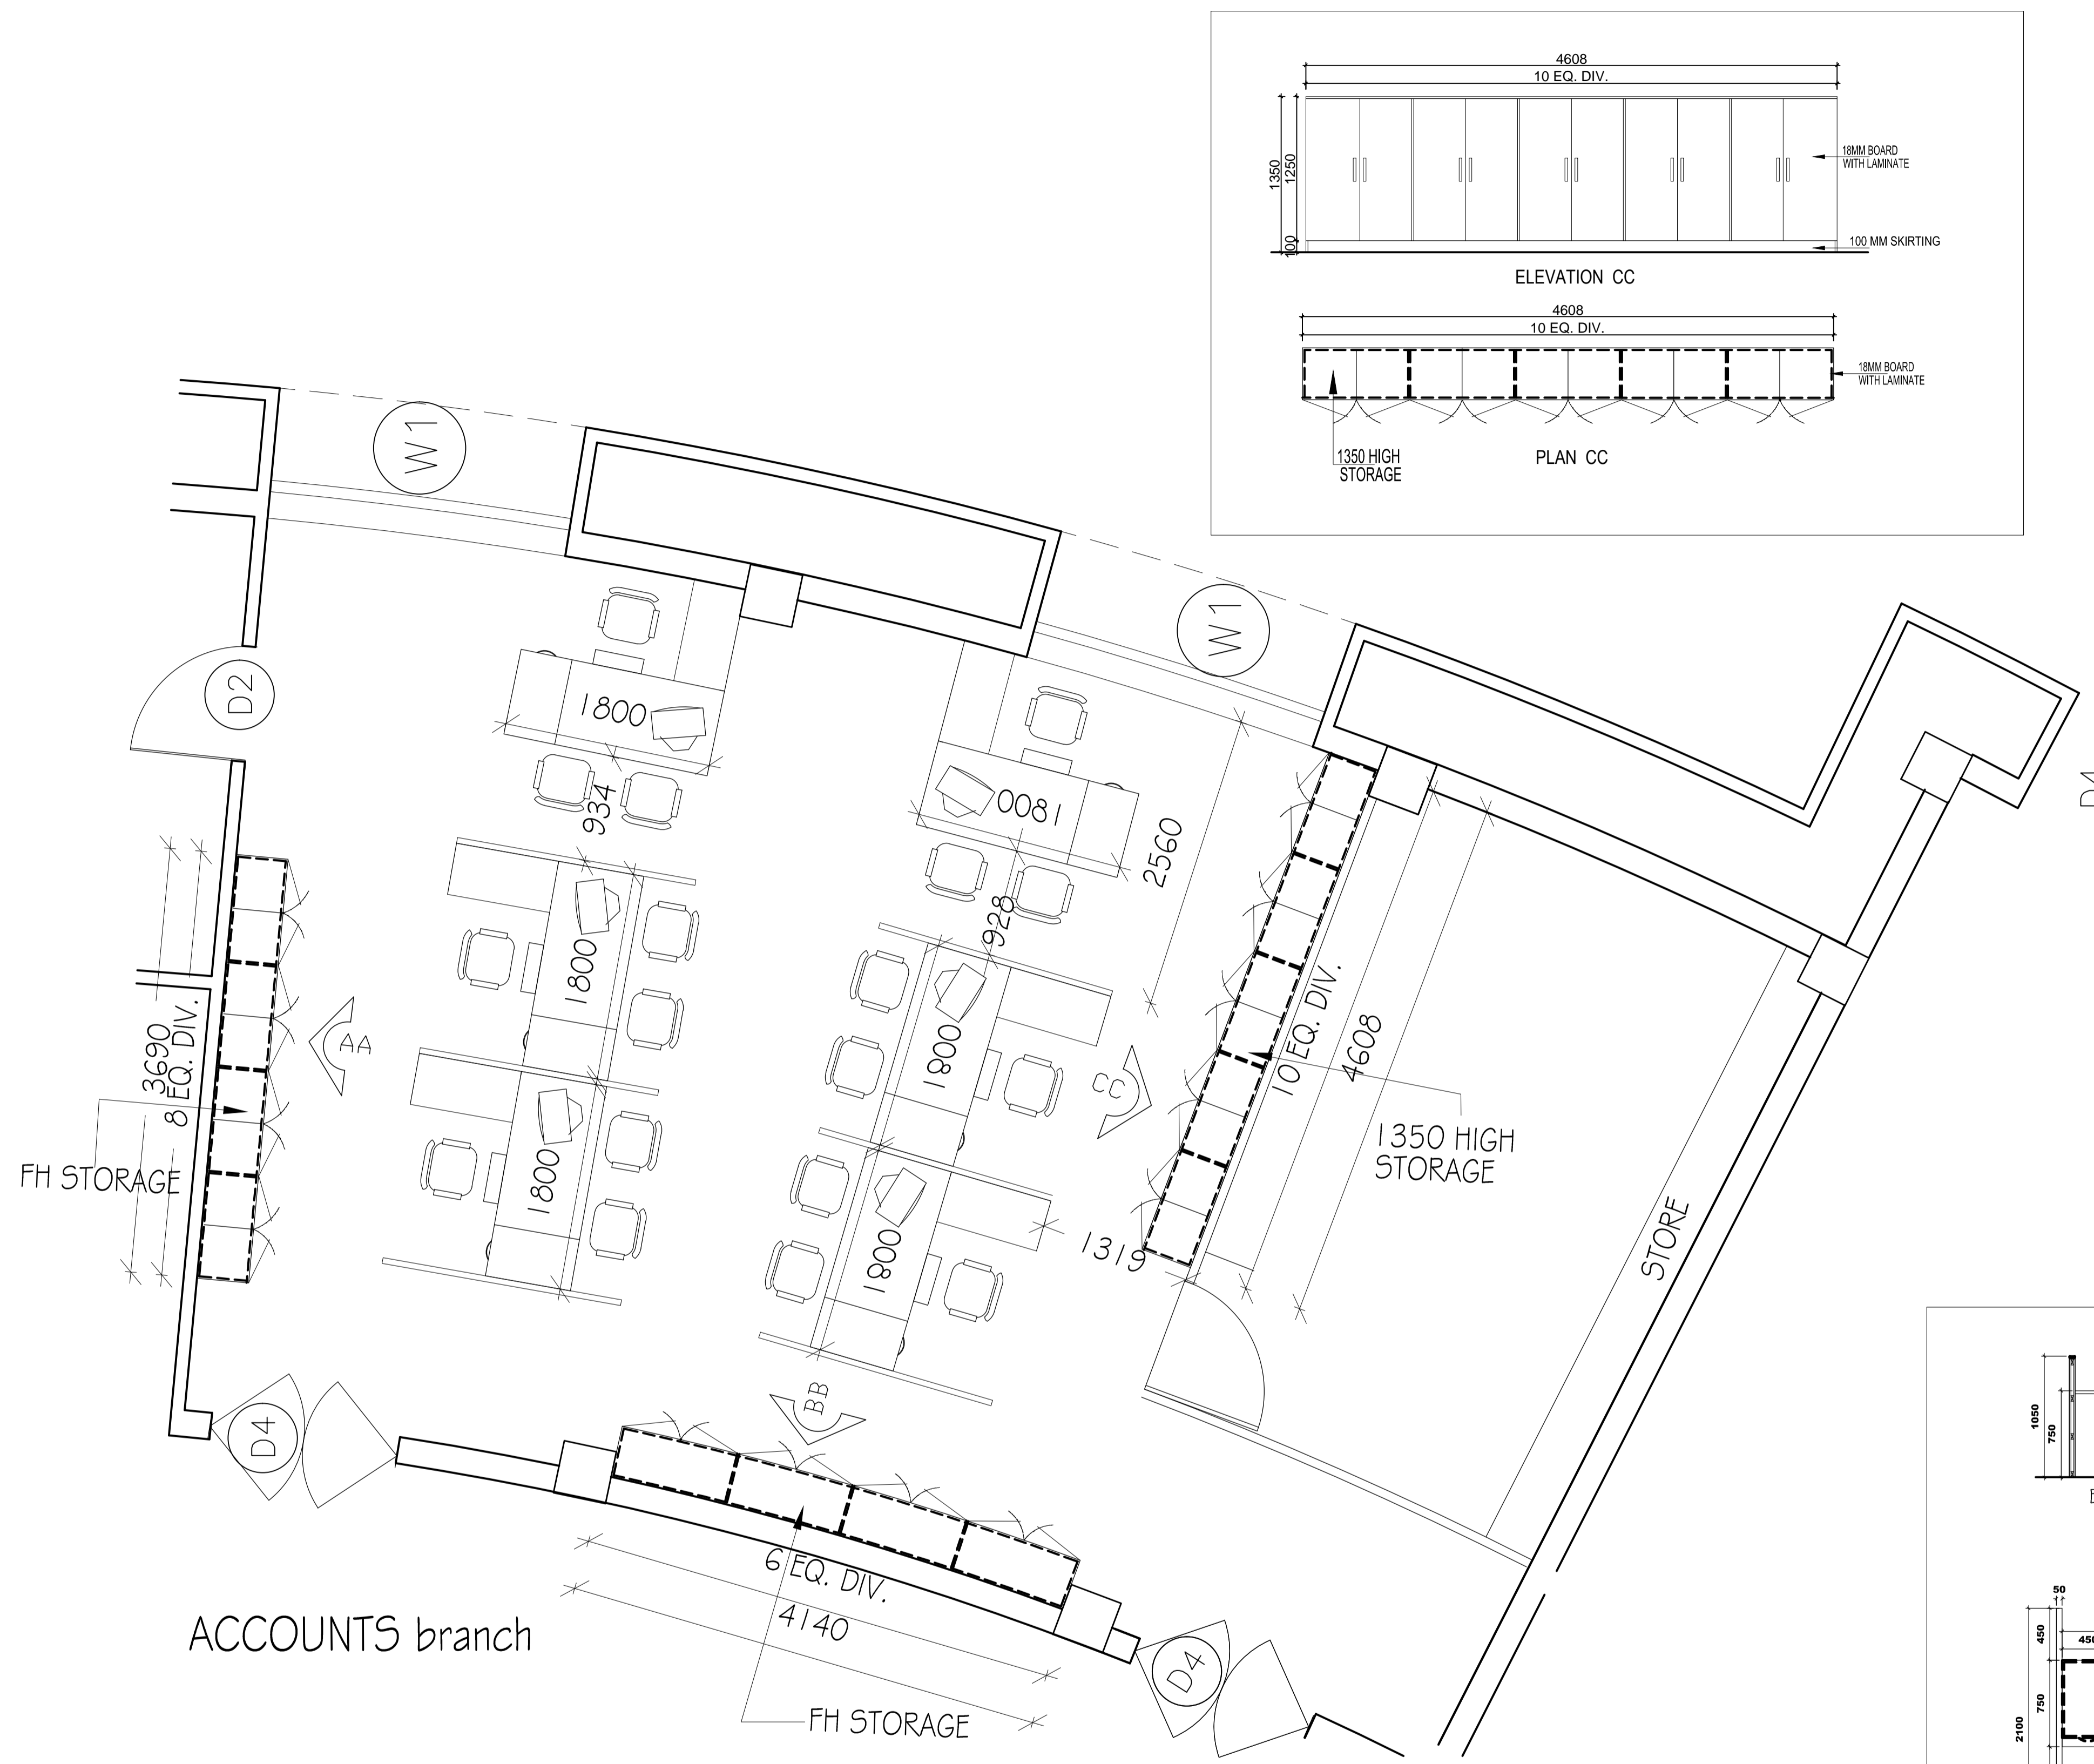 4608
10 EQ. DIV.
1350
1250
100
18MM BOARD
WITH LAMINATE
100 MM SKIRTING
ELEVATION CC
4608
10 EQ. DIV.
18MM BOARD
WITH LAMINATE
1350 HIGH
STORAGE
PLAN CC
W1
W1
D2
D4
1800
934
1800
2560
928
1800
1800
1800
1800
3690
8 EQ. DIV.
AA
FH STORAGE
CC
10 EQ. DIV.
4608
1350 HIGH
STORAGE
1319
STORE
BB
D4
6 EQ. DIV.
4140
FH STORAGE
D4
ACCOUNTS branch
1050
750
50
450
450
750
2100